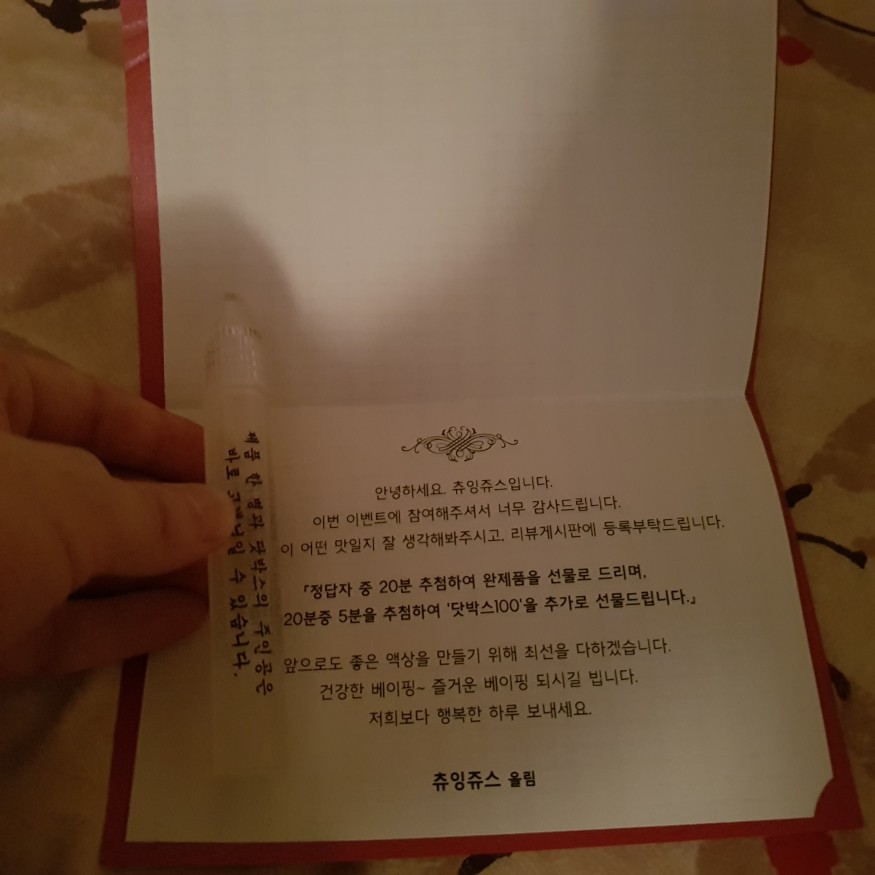 안녕하세요. 츄잉쥬스입니다.
이번 이벤트에 참여해주셔서 너무 감사드립니다.
이 어떤 맛일지 잘 생각해봐주시고, 리뷰게시판에 등록부탁드립니다.
『정답자 중 20분 추첨하여 완제품을 선물로 드리며,
20분중 5분을 추첨하여 '닷박스100'을 추가로 선물드립니다.』
앞으로도 좋은 액상을 만들기 위해 최선을 다하겠습니다.
건강한 베이핑~ 즐거운 베이핑 되시길 빕니다.
저희보다 행복한 하루 보내세요.
츄잉쥬스 올림
제품 한 병과 닷박스의 주인공은
바로 일 수 있습니다.